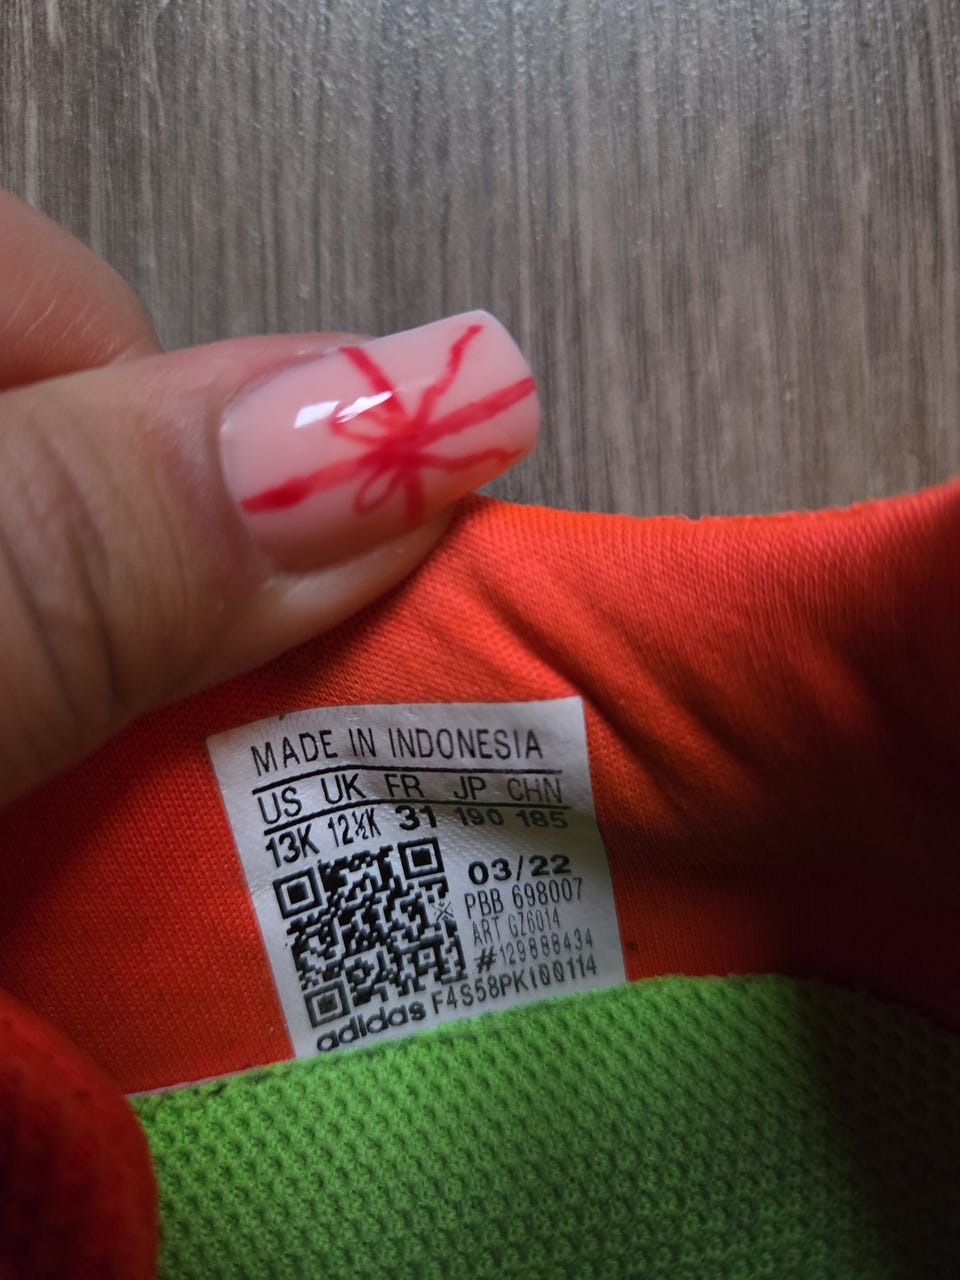 MADE IN INDONESIA
US UK FR JP CHN
13K 12½K 31 190 185
03/22
PBB 698007
ART GZ6014
#129888434
F4S58PK100114
adidas